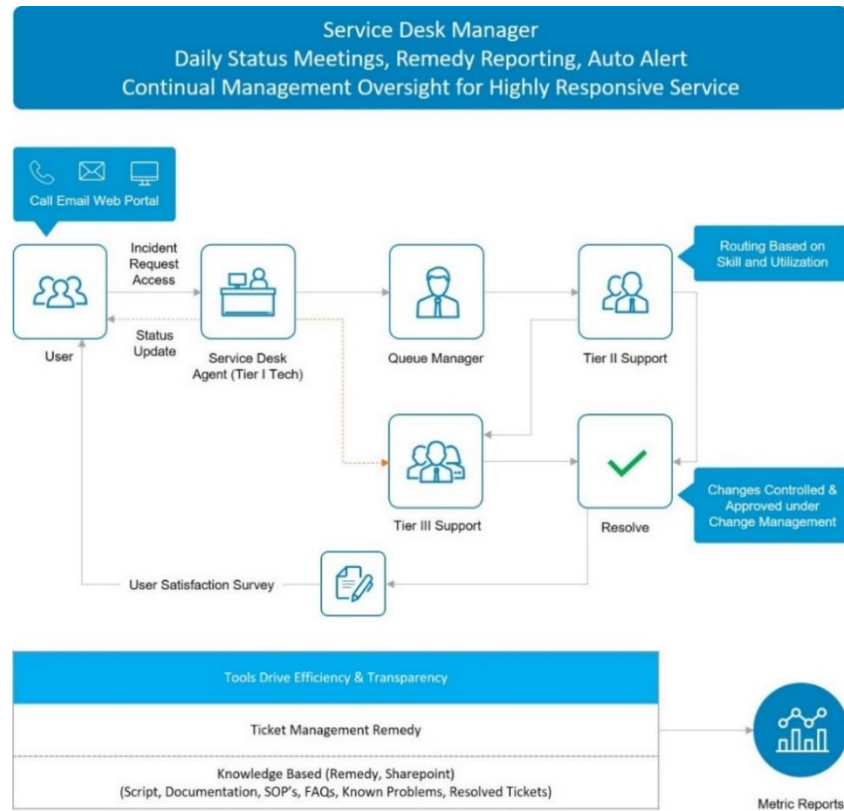 Service Desk Manager
Daily Status Meetings, Remedy Reporting, Auto Alert
Continual Management Oversight for Highly Responsive Service
Call Email Web Portal
Incident
Request
Access
Status
Update
User
Service Desk
Agent (Tier I Tech)
Queue Manager
Tier II Support
Routing Based on
Skill and Utilization
Tier III Support
Resolve
Changes Controlled &
Approved under
Change Management
User Satisfaction Survey
Tools Drive Efficiency & Transparency
Ticket Management Remedy
Knowledge Based (Remedy, Sharepoint)
(Script, Documentation, SOP's, FAQs, Known Problems, Resolved Tickets)
Metric Reports